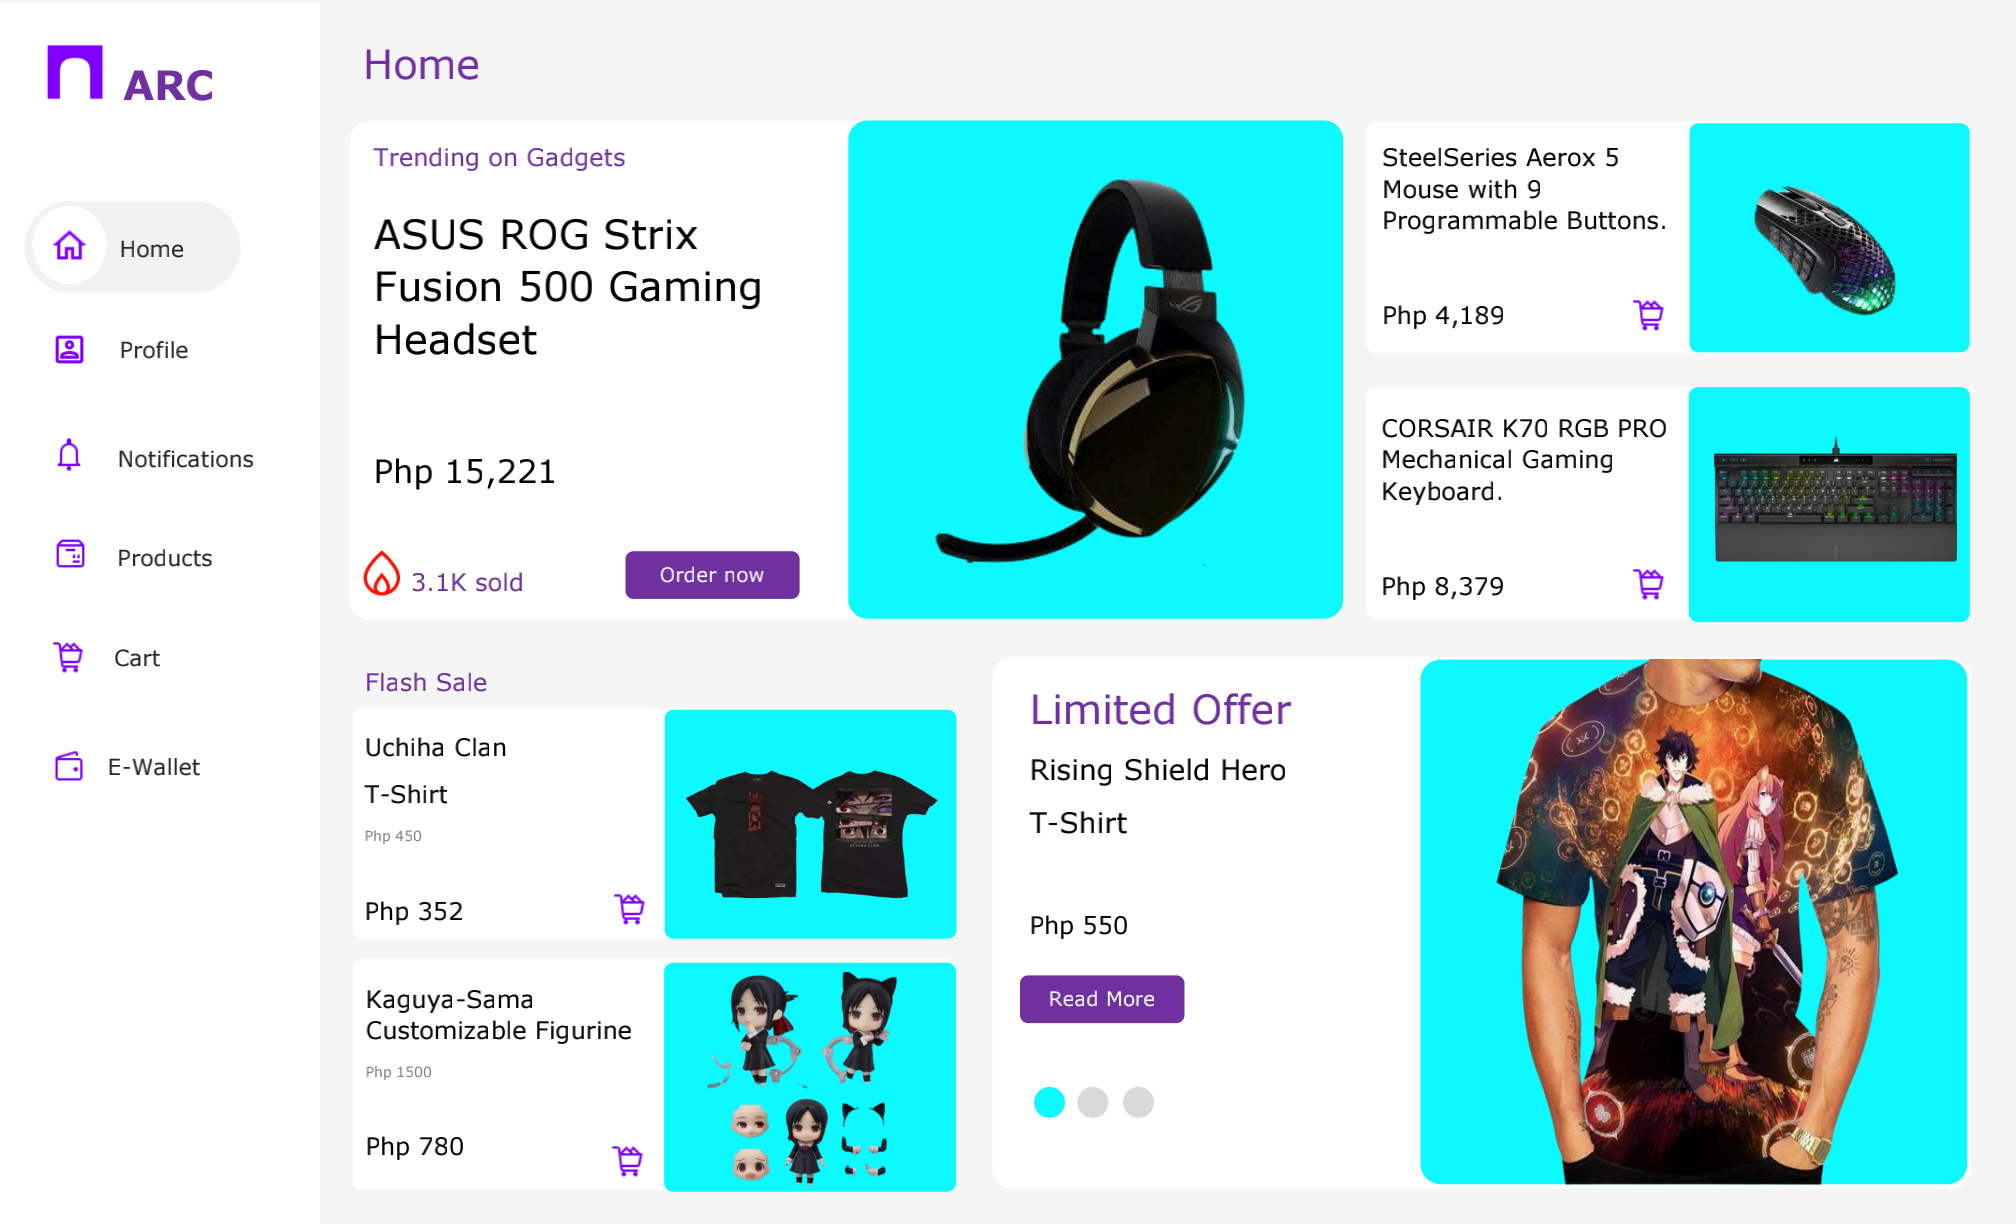 ARC
Home
Profile
Notifications
Products
Cart
E-Wallet
Home
Trending on Gadgets
ASUS ROG Strix
Fusion 500 Gaming
Headset
Php 15,221
3.1K sold
Order now
SteelSeries Aerox 5
Mouse with 9
Programmable Buttons.
Php 4,189
CORSAIR K70 RGB PRO
Mechanical Gaming
Keyboard.
Php 8,379
Flash Sale
Uchiha Clan
T-Shirt
Php 450
Php 352
UCHIHA CLAN
Kaguya-Sama
Customizable Figurine
Php 1500
Php 780
Limited Offer
Rising Shield Hero
T-Shirt
Php 550
Read More